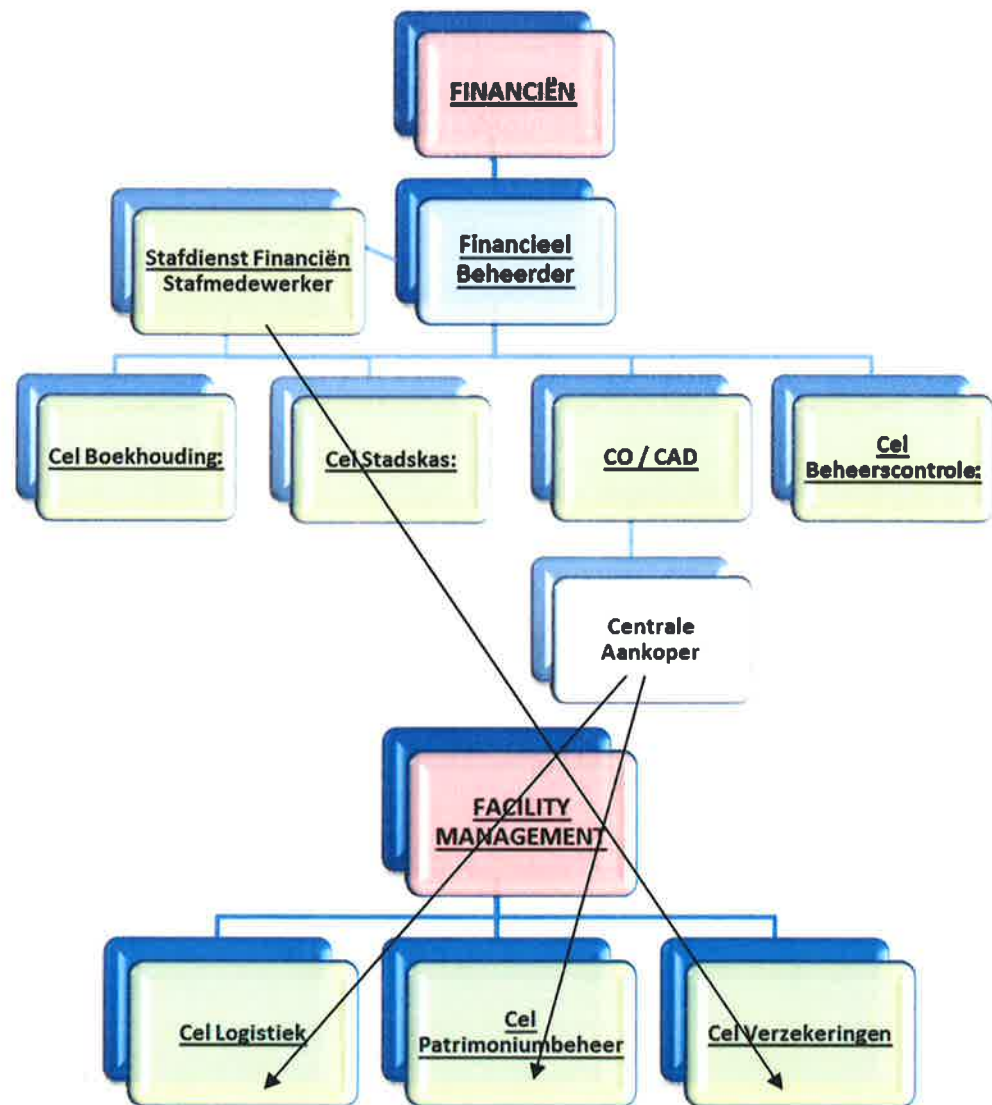 FINANCIËN
Stafdienst Financiën
Stafmedewerker
Financieel
Beheerder
Cel Boekhouding:
Cel Stadskas:
CO / CAD
Cel
Beheerscontrole:
Centrale
Aankoper
FACILITY
MANAGEMENT
Cel Logistiek
Cel
Patrimoniumbeheer
Cel Verzekeringen